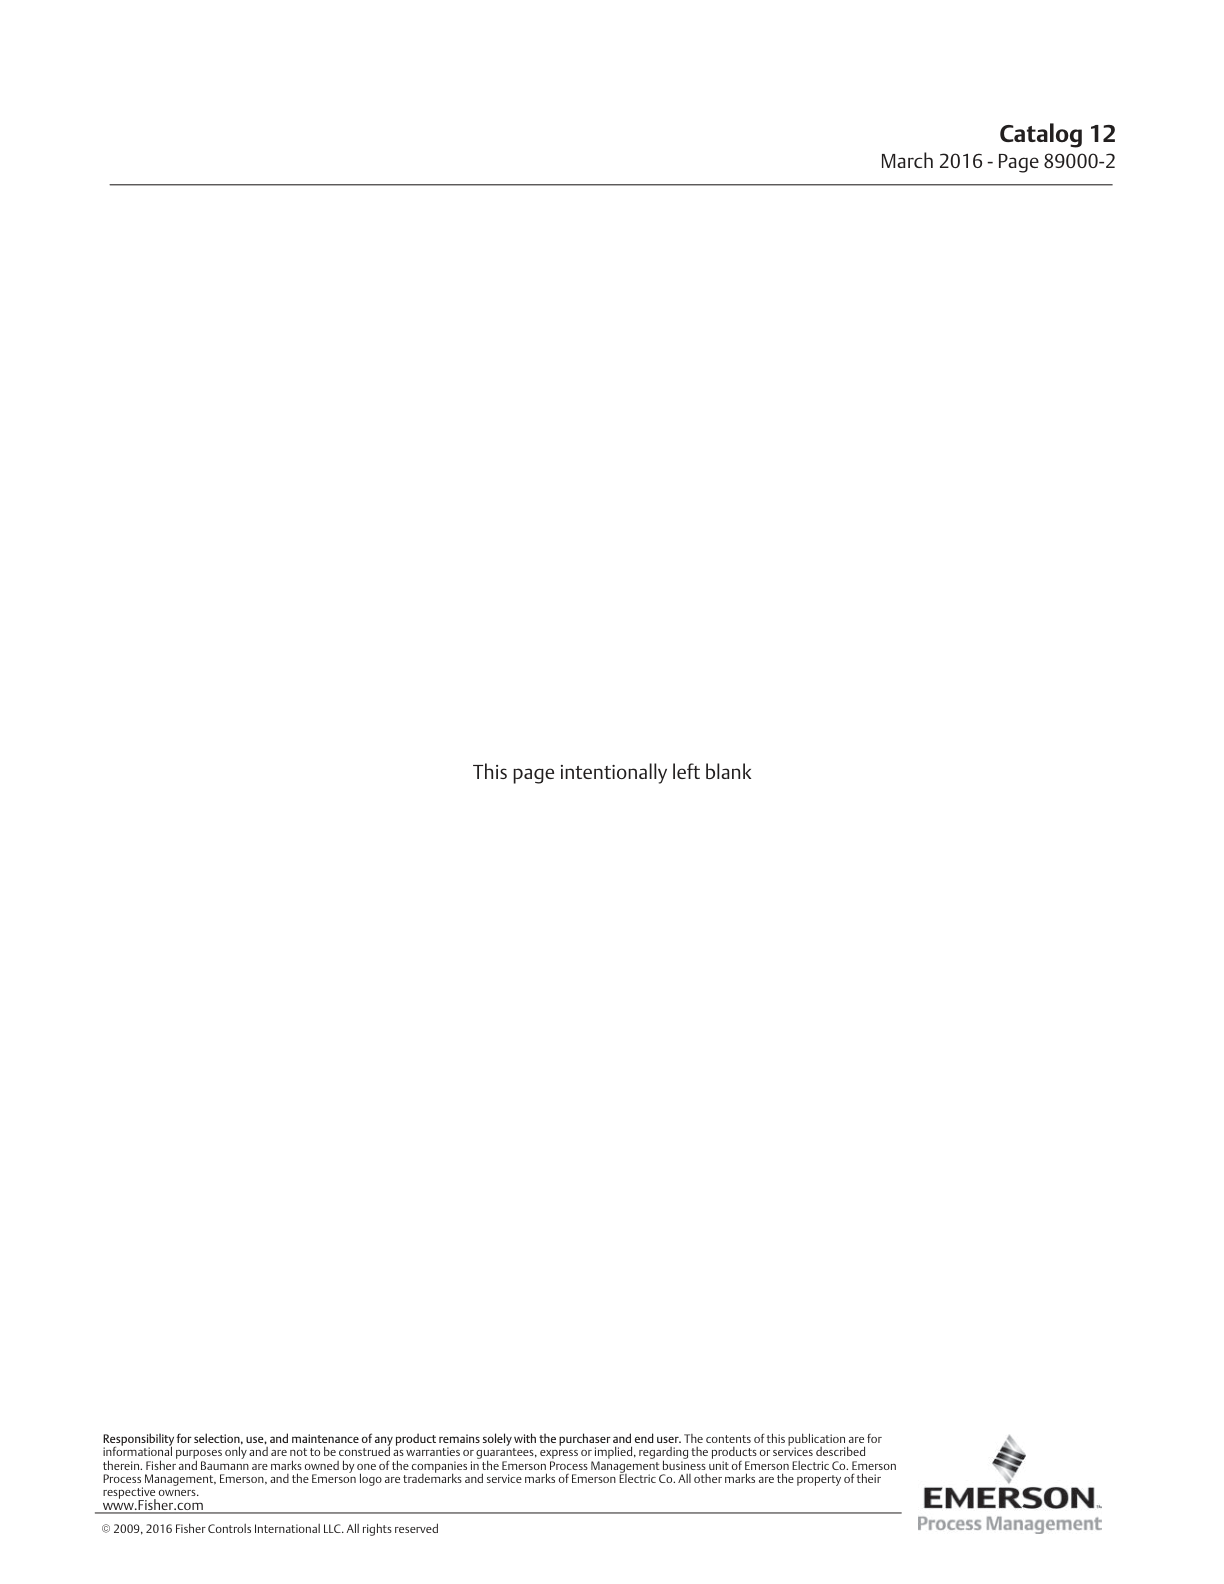 Catalog 12
March 2016 - Page 89000-2
This page intentionally left blank
Responsibility for selection, use, and maintenance of any product remains solely with the purchaser and end user. The contents of this publication are for
informational purposes only and are not to be construed as warranties or guarantees, express or implied, regarding the products or services described
therein. Fisher and Baumann are marks owned by one of the companies in the Emerson Process Management business unit of Emerson Electric Co. Emerson
Process Management, Emerson, and the Emerson logo are trademarks and service marks of Emerson Electric Co. All other marks are the property of their
respective owners.
www.Fisher.com
© 2009, 2016 Fisher Controls International LLC. All rights reserved
EMERSON™
Process Management